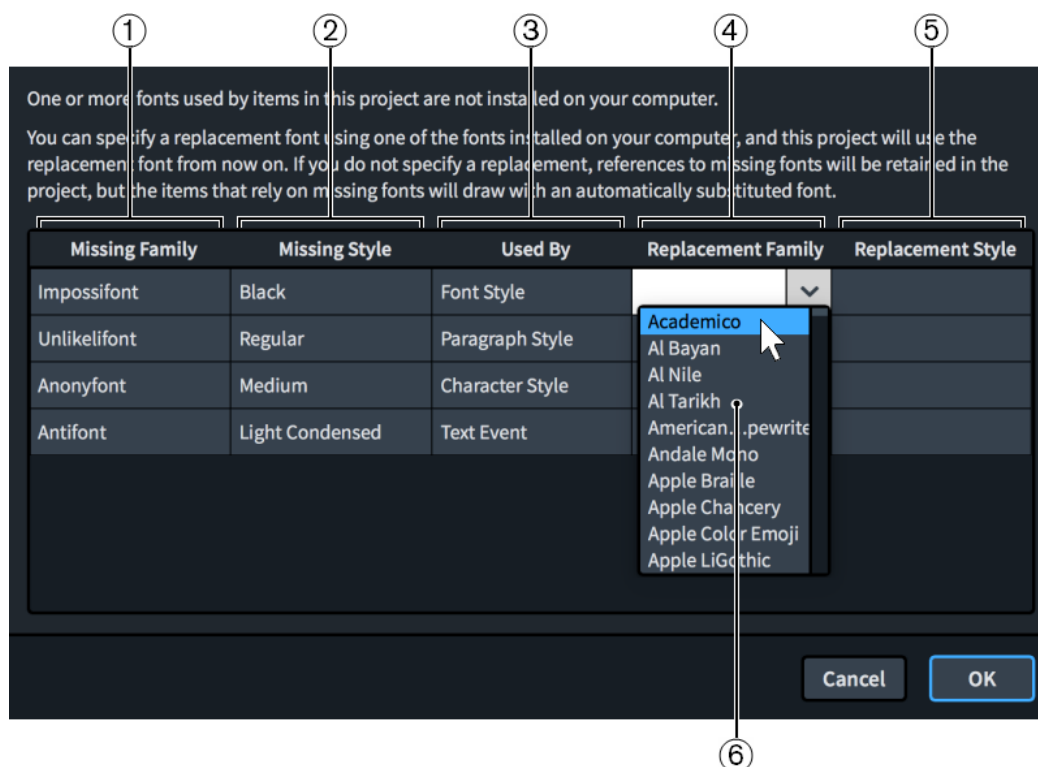 ① ② ③ ④ ⑤
One or more fonts used by items in this project are not installed on your computer.
You can specify a replacement font using one of the fonts installed on your computer, and this project will use the
replacement font from now on. If you do not specify a replacement, references to missing fonts will be retained in the
project, but the items that rely on missing fonts will draw with an automatically substituted font.
Missing Family Missing Style Used By Replacement Family Replacement Style
Impossifont Black Font Style
Unlikelifont Regular Paragraph Style
Anonyfont Medium Character Style
Antifont Light Condensed Text Event
Academico
Al Bayan
Al Nile
Al Tarikh
American...pewrite
Andale Mono
Apple Braille
Apple Chancery
Apple Color Emoji
Apple LiGothic
Cancel OK
⑥